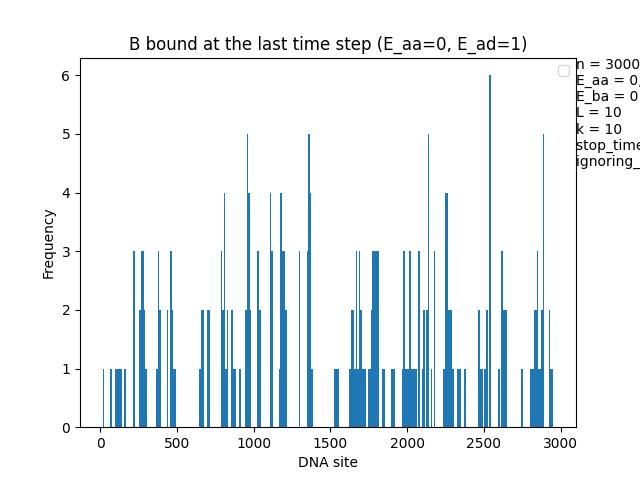 B bound at the last time step (E_aa=0, E_ad=1)
n = 3000
E_aa = 0,
E_ba = 0
L = 10
k = 10
stop_time
ignoring_
6
5
4
3
2
1
0
Frequency
0 500 1000 1500 2000 2500 3000
DNA site